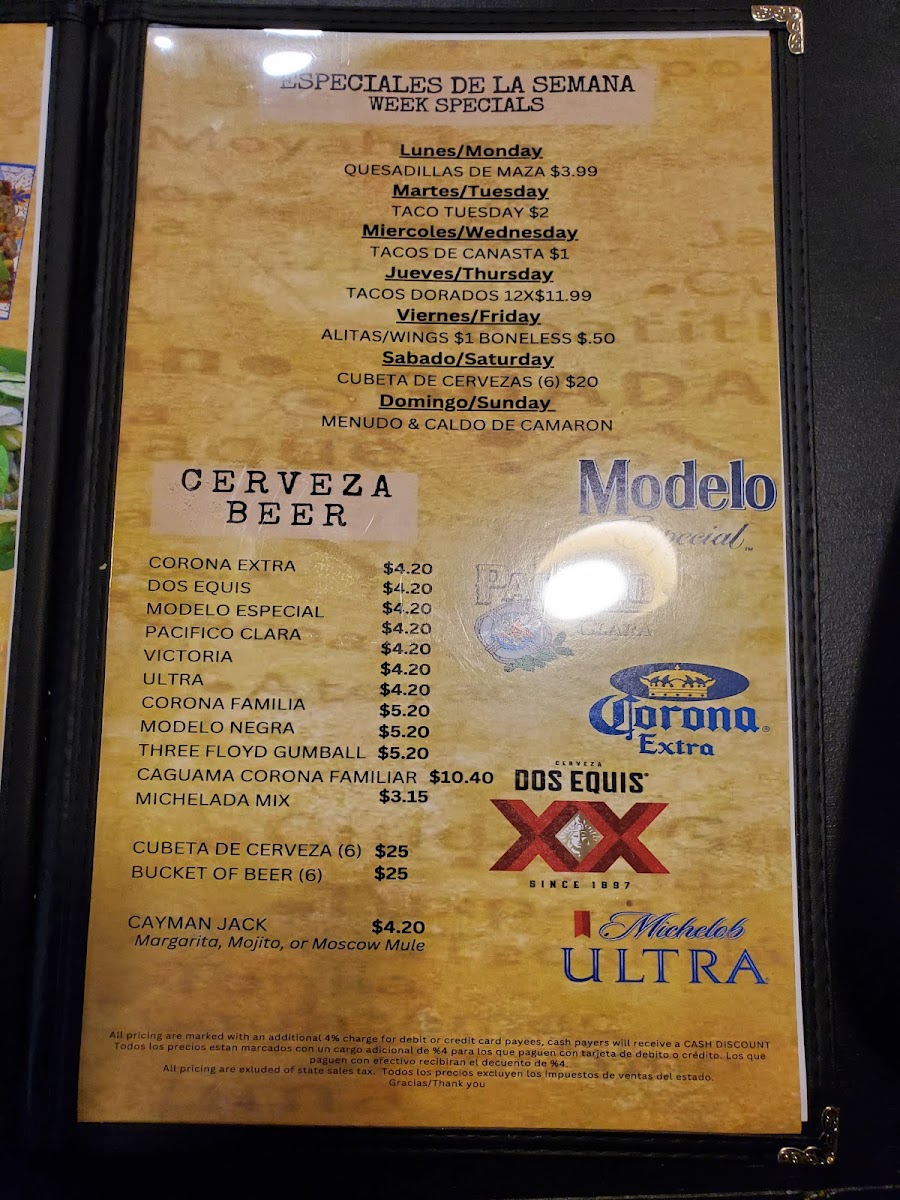 ESPECIALES DE LA SEMANA
WEEK SPECIALS
Lunes/Monday
QUESADILLAS DE MAZA $3.99
Martes/Tuesday
TACO TUESDAY $2
Miercoles/Wednesday
TACOS DE CANASTA $1
Jueves/Thursday
TACOS DORADOS 12X$11.99
Viernes/Friday
ALITAS/WINGS $1 BONELESS $.50
Sabado/Saturday
CUBETA DE CERVEZAS (6) $20
Domingo/Sunday
MENUDO & CALDO DE CAMARON
CERVEZA
BEER
CORONA EXTRA $4.20
DOS EQUIS $4.20
MODELO ESPECIAL $4.20
PACIFICO CLARA $4.20
VICTORIA $4.20
ULTRA $4.20
CORONA FAMILIA $4.20
MODELO NEGRA $5.20
THREE FLOYD GUMBALL $5.20
$5.20
CAGUAMA CORONA FAMILIAR $10.40
MICHELADA MIX $3.15
CUBETA DE CERVEZA (6) $25
BUCKET OF BEER (6) $25
CAYMAN JACK $4.20
Margarita, Mojito, or Moscow Mule
Modelo
Especial™
CLARA
Corona®
Extra
CERVEZA
DOS EQUIS®
XX
SINCE 1897
Michelob
ULTRA®
All pricing are marked with an additional 4% charge for debit or credit card payees, cash payers will receive a CASH DISCOUNT
Todos los precios estan marcados con un cargo adicional de %4 para los que paguen con tarjeta de debito o crédito. Los que
paguen con efectivo recibiran el decuento de %4.
All pricing are exluded of state sales tax. Todos los precios excluyen los impuestos de ventas del estado.
Gracias/Thank you